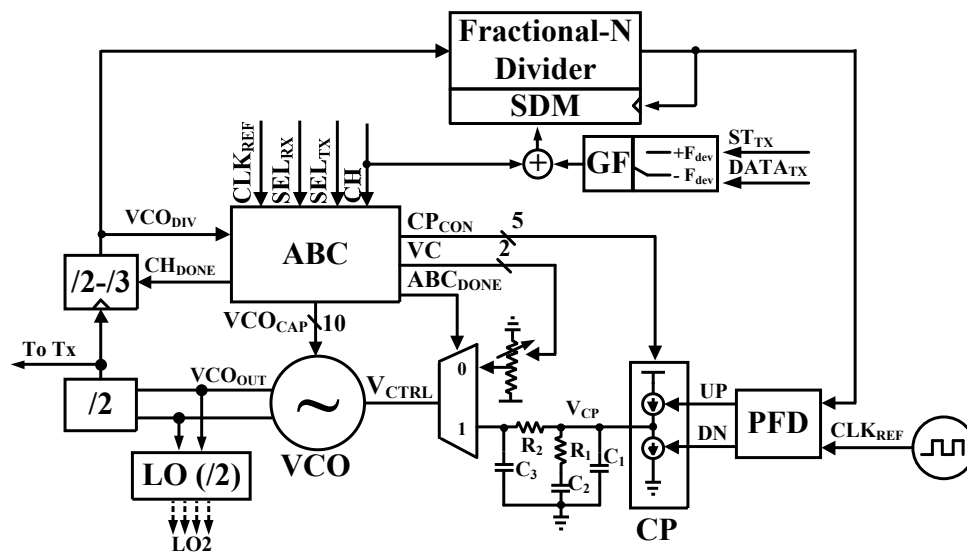 Fractional-N
Divider
SDM
CLKREF
SELRX
SELTX
CH
GF
+Fdev
- Fdev
STTX
DATATX
VCODIV
ABC
CPCON
5
VC
2
ABCDONE
/2-/3
CHDONE
VCOCAP
10
To Tx
/2
VCOOUT
~
VCO
VCTRL
0
1
VCP
R2
R1
C1
C2
C3
UP
DN
PFD
CLKREF
CP
LO (/2)
LO2